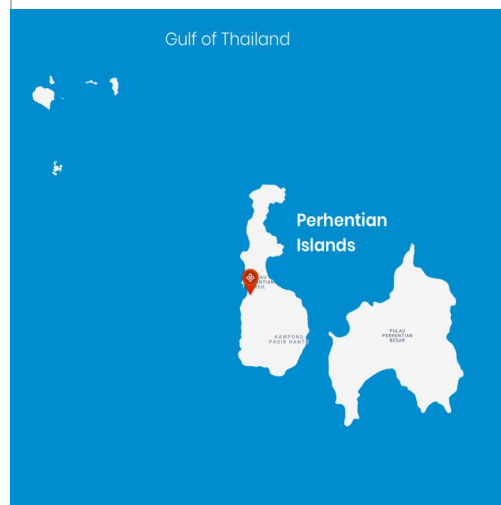 Gulf of Thailand
Perhentian
Islands
KAMPONG
PASIR HANTU
PULAU
PERHENTIAN
BESAR